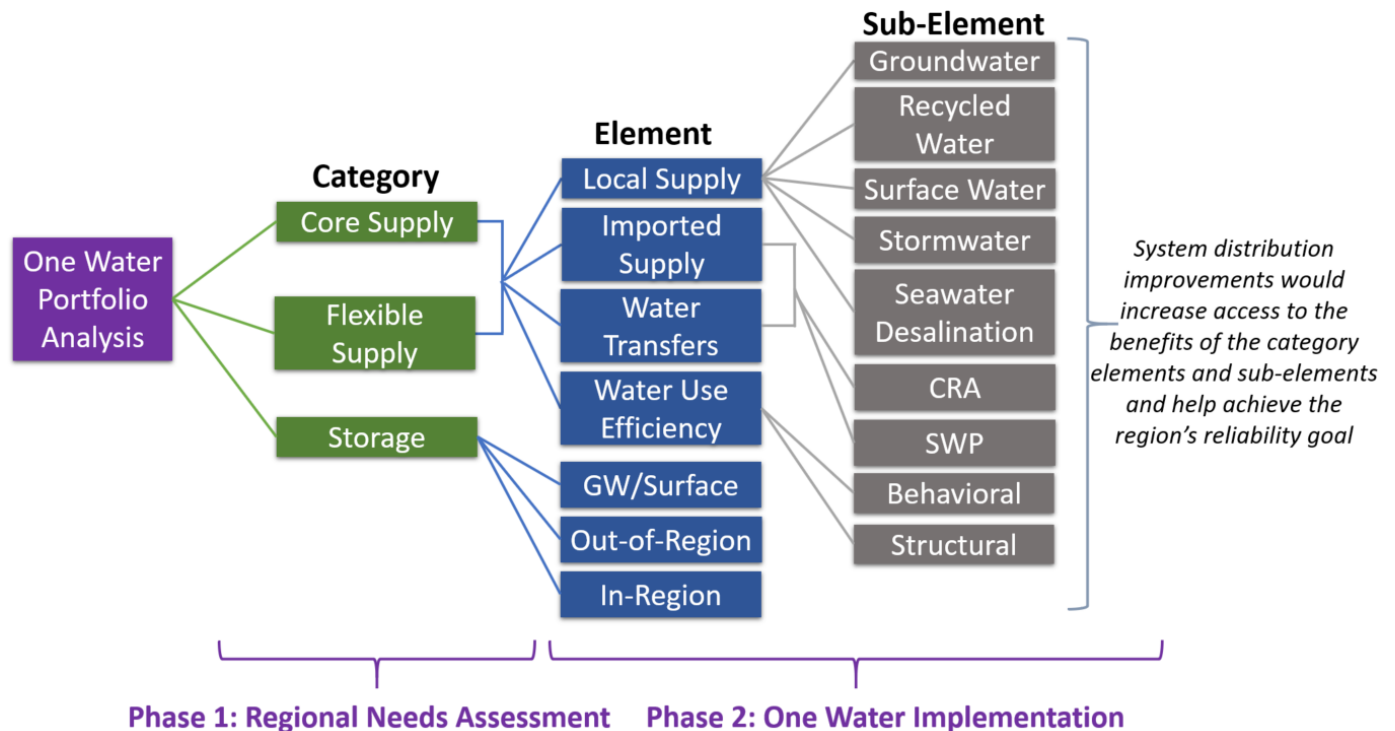 One Water
Portfolio
Analysis
Category
Core Supply
Flexible
Supply
Storage
Element
Local Supply
Imported
Supply
Water
Transfers
Water Use
Efficiency
GW/Surface
Out-of-Region
In-Region
Sub-Element
Groundwater
Recycled
Water
Surface Water
Stormwater
Seawater
Desalination
CRA
SWP
Behavioral
Structural
System distribution
improvements would
increase access to the
benefits of the category
elements and sub-elements
and help achieve the
region’s reliability goal
Phase 1: Regional Needs Assessment
Phase 2: One Water Implementation